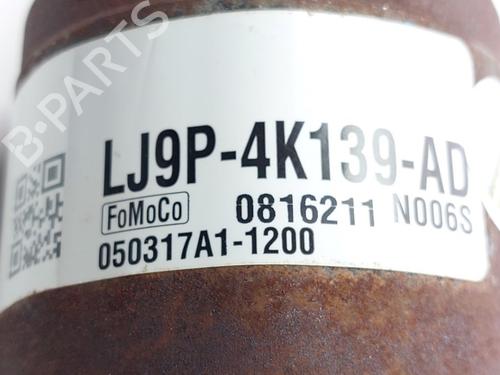 B-PARTS
LJ9P-4K139-AD
FoMoCo 0816211 N006S
050317A1-1200